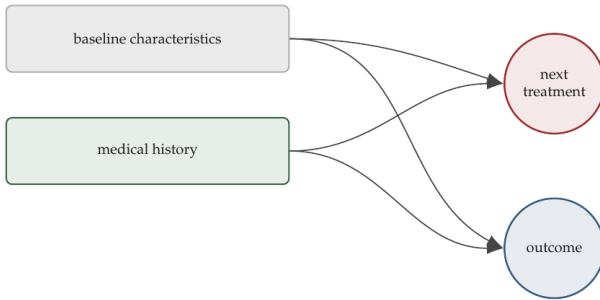 baseline characteristics
next
treatment
medical history
outcome